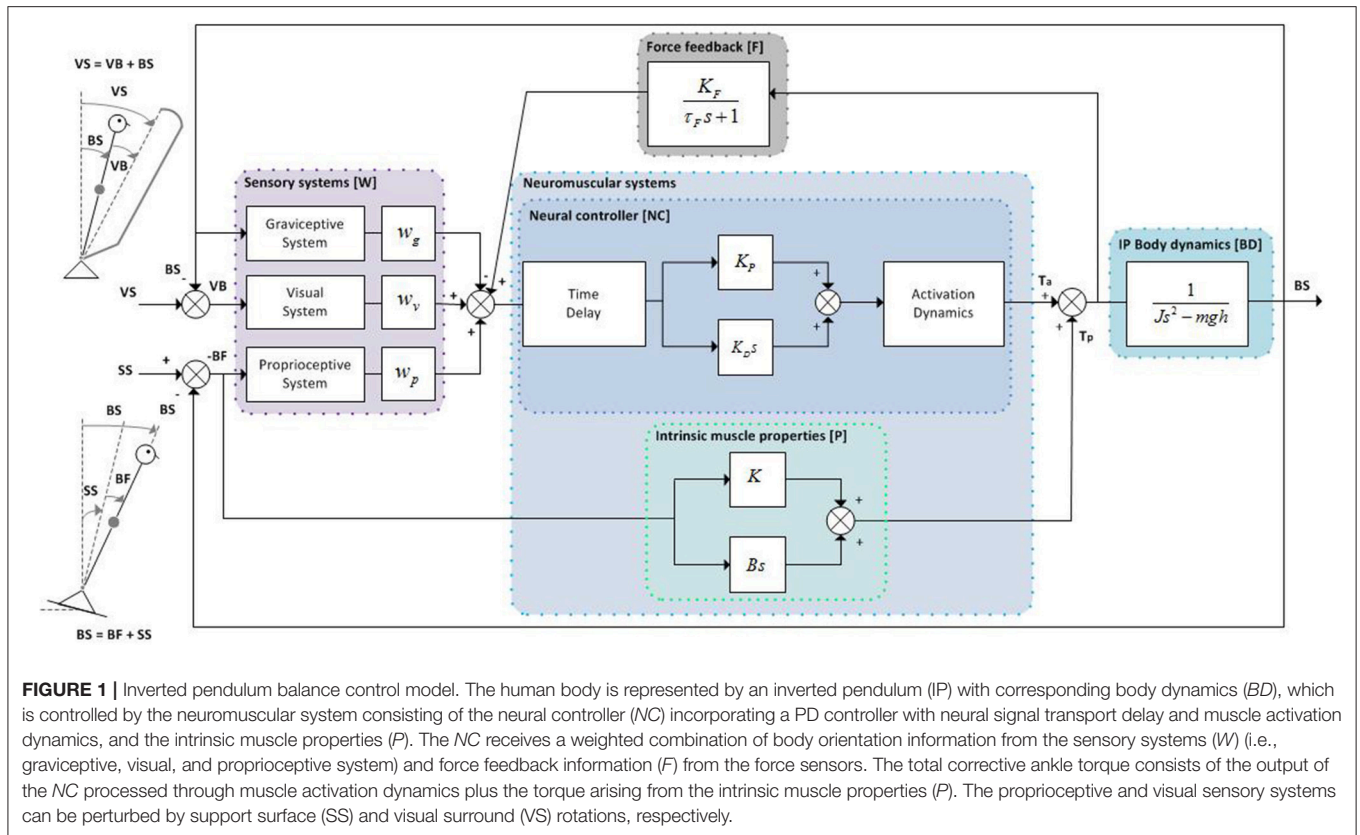 VS = VB + BS
VS
BS
VB
Force feedback [F]
K_F
τ_F s + 1
Sensory systems [W]
Graviceptive
System
w_g
Visual
System
w_v
Proprioceptive
System
w_p
BS
-
VS
VB
+
SS
-BF
BS
-
-
+
+
+
Neuromuscular systems
Neural controller [NC]
Time
Delay
K_P
K_D s
+
+
Activation
Dynamics
Ta
+
+
Tp
IP Body dynamics [BD]
1
Js² – mgh
BS
Intrinsic muscle properties [P]
K
Bs
+
+
BS
SS
BF
BS = BF + SS
FIGURE 1 | Inverted pendulum balance control model. The human body is represented by an inverted pendulum (IP) with corresponding body dynamics (BD), which
is controlled by the neuromuscular system consisting of the neural controller (NC) incorporating a PD controller with neural signal transport delay and muscle activation
dynamics, and the intrinsic muscle properties (P). The NC receives a weighted combination of body orientation information from the sensory systems (W) (i.e.,
graviceptive, visual, and proprioceptive system) and force feedback information (F) from the force sensors. The total corrective ankle torque consists of the output of
the NC processed through muscle activation dynamics plus the torque arising from the intrinsic muscle properties (P). The proprioceptive and visual sensory systems
can be perturbed by support surface (SS) and visual surround (VS) rotations, respectively.